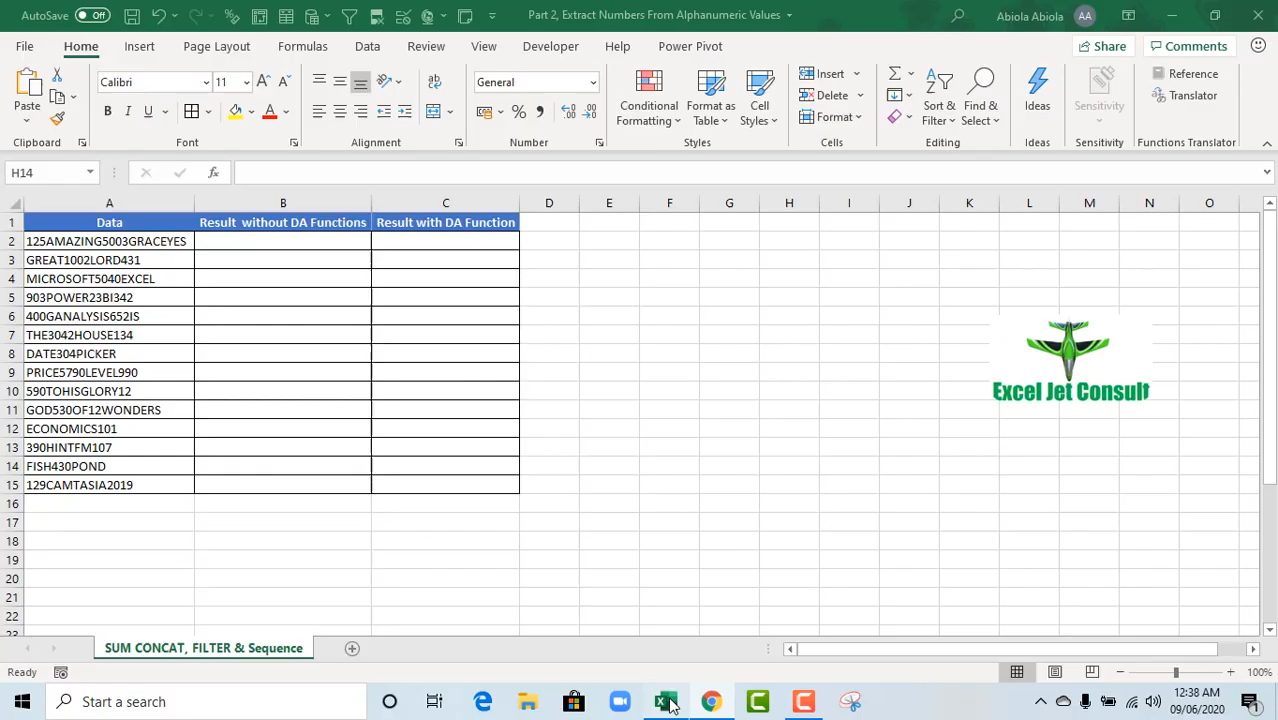 AutoSave Off Part 2, Extract Numbers From Alphanumeric Values Abiola Abiola AA
File Home Insert Page Layout Formulas Data Review View Developer Help Power Pivot Share Comments
Paste Calibri 11 General Conditional Formatting Format as Table Cell Styles Insert Delete Format Sort & Filter Find & Select Ideas Sensitivity Reference Translator
B I U A % ,
Clipboard Font Alignment Number Styles Cells Editing Ideas Sensitivity Functions Translator
H14 fx
A B C D E F G H I J K L M N O
1 Data Result without DA Functions Result with DA Function
2 125AMAZING5003GRACEYES
3 GREAT1002LORD431
4 MICROSOFT5040EXCEL
5 903POWER23BI342
6 400GANALYSIS652IS
7 THE3042HOUSE134
8 DATE304PICKER
9 PRICE5790LEVEL990
10 590TOHISGLORY12
11 GOD530OF12WONDERS
12 ECONOMICS101
13 390HINTFM107
14 FISH430POND
15 129CAMTASIA2019
16
17
18
19
20
21
22
23
Excel Jet Consult
SUM CONCAT, FILTER & Sequence
Ready 100%
Start a search 12:38 AM
09/06/2020